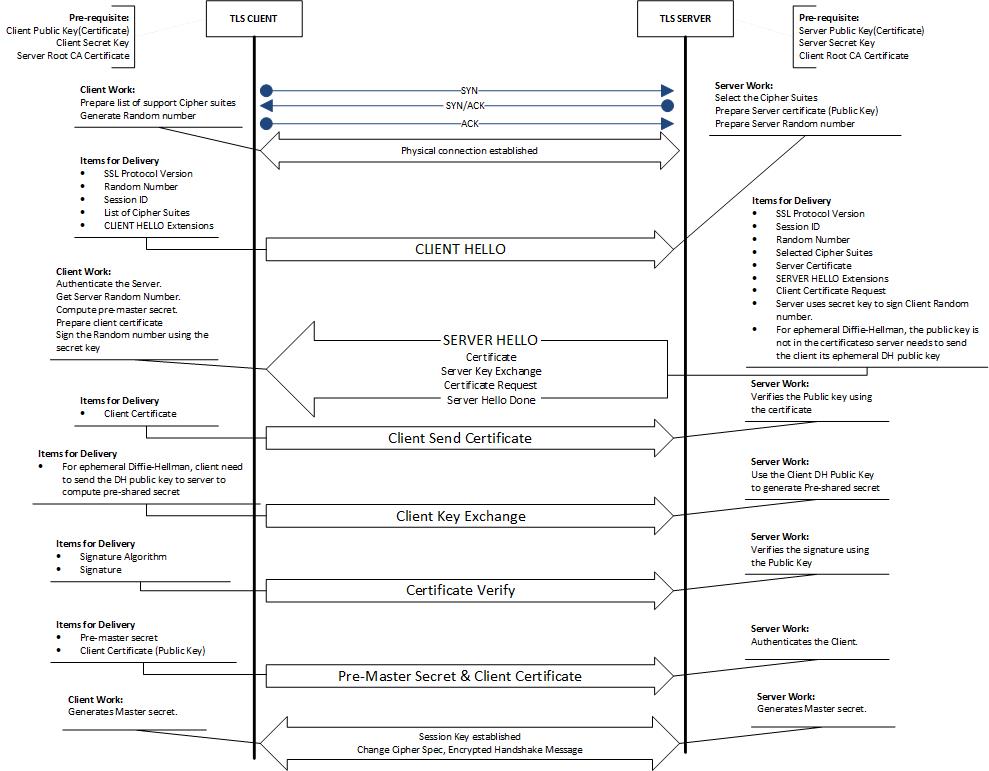 Pre-requisite:
Client Public Key(Certificate)
Client Secret Key
Server Root CA Certificate
TLS CLIENT
TLS SERVER
Pre-requisite:
Server Public Key(Certificate)
Server Secret Key
Client Root CA Certificate
Client Work:
Prepare list of support Cipher suites
Generate Random number
SYN
SYN/ACK
ACK
Physical connection established
Server Work:
Select the Cipher Suites
Prepare Server certificate (Public Key)
Prepare Server Random number
Items for Delivery
• SSL Protocol Version
• Random Number
• Session ID
• List of Cipher Suites
• CLIENT HELLO Extensions
CLIENT HELLO
Items for Delivery
• SSL Protocol Version
• Session ID
• Random Number
• Selected Cipher Suites
• Server Certificate
• SERVER HELLO Extensions
• Client Certificate Request
• Server uses secret key to sign Client Random
number.
• For ephemeral Diffie-Hellman, the public key is
not in the certificateso server needs to send
the client its ephemeral DH public key
Client Work:
Authenticate the Server.
Get Server Random Number.
Compute pre-master secret.
Prepare client certificate
Sign the Random number using the
secret key
SERVER HELLO
Certificate
Server Key Exchange
Certificate Request
Server Hello Done
Items for Delivery
• Client Certificate
Client Send Certificate
Server Work:
Verifies the Public key using
the certificate
Items for Delivery
• For ephemeral Diffie-Hellman, client need
to send the DH public key to server to
compute pre-shared secret
Client Key Exchange
Server Work:
Use the Client DH Public Key
to generate Pre-shared secret
Items for Delivery
• Signature Algorithm
• Signature
Certificate Verify
Server Work:
Verifies the signature using
the Public Key
Items for Delivery
• Pre-master secret
• Client Certificate (Public Key)
Pre-Master Secret & Client Certificate
Server Work:
Authenticates the Client.
Client Work:
Generates Master secret.
Session Key established
Change Cipher Spec, Encrypted Handshake Message
Server Work:
Generates Master secret.